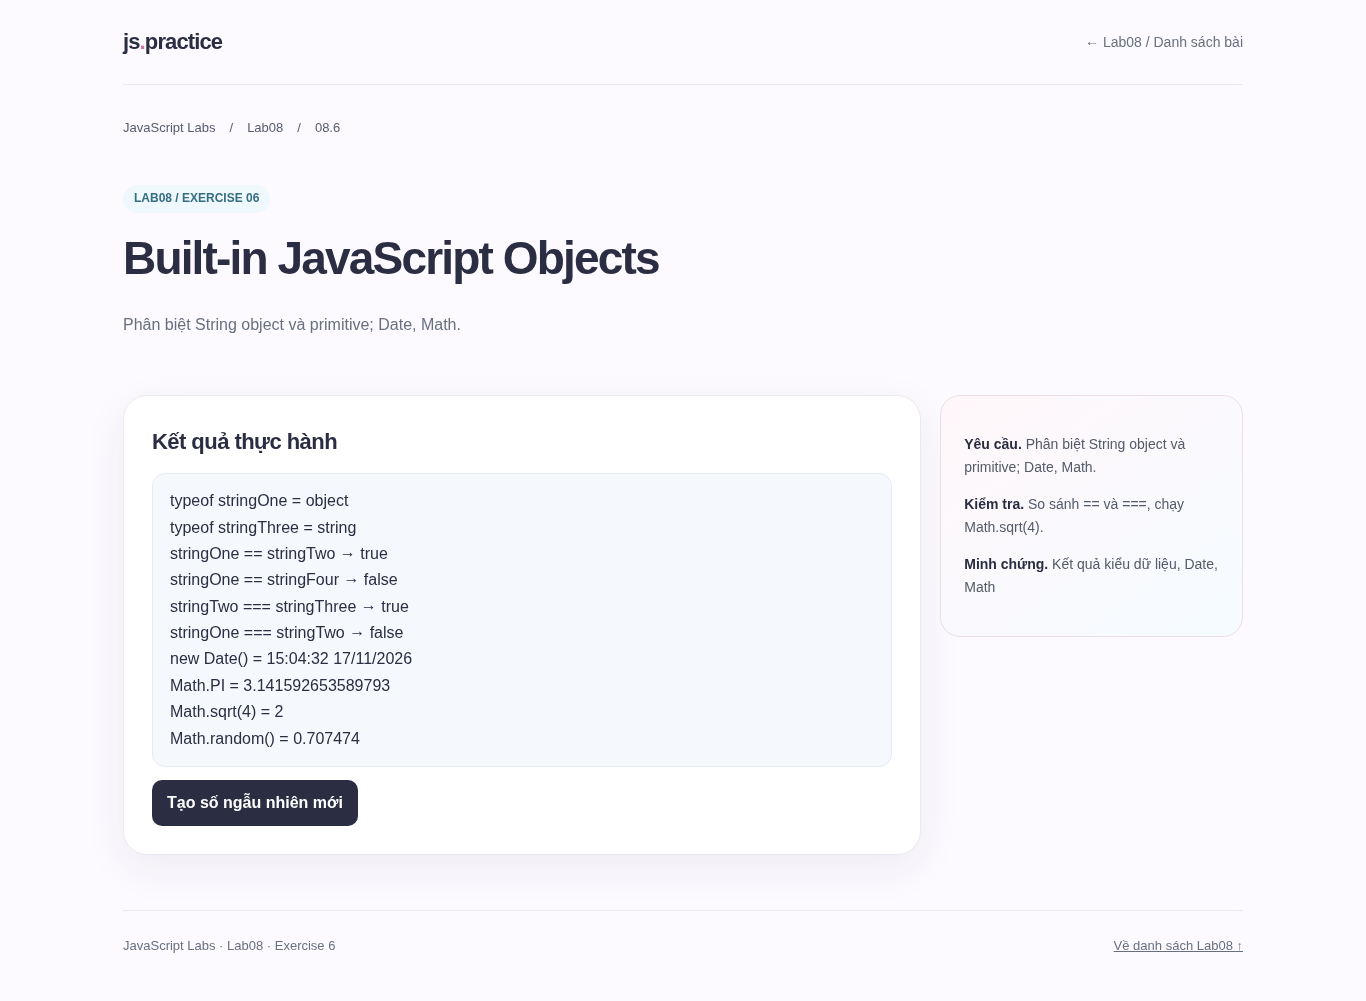 js.practice
← Lab08 / Danh sách bài
JavaScript Labs / Lab08 / 08.6
LAB08 / EXERCISE 06
Built-in JavaScript Objects
Phân biệt String object và primitive; Date, Math.
Kết quả thực hành
typeof stringOne = object
typeof stringThree = string
stringOne == stringTwo → true
stringOne == stringFour → false
stringTwo === stringThree → true
stringOne === stringTwo → false
new Date() = 15:04:32 17/11/2026
Math.PI = 3.141592653589793
Math.sqrt(4) = 2
Math.random() = 0.707474
Tạo số ngẫu nhiên mới
Yêu cầu. Phân biệt String object và
primitive; Date, Math.
Kiểm tra. So sánh == và ===, chạy
Math.sqrt(4).
Minh chứng. Kết quả kiểu dữ liệu, Date,
Math
JavaScript Labs · Lab08 · Exercise 6
Về danh sách Lab08 ↑